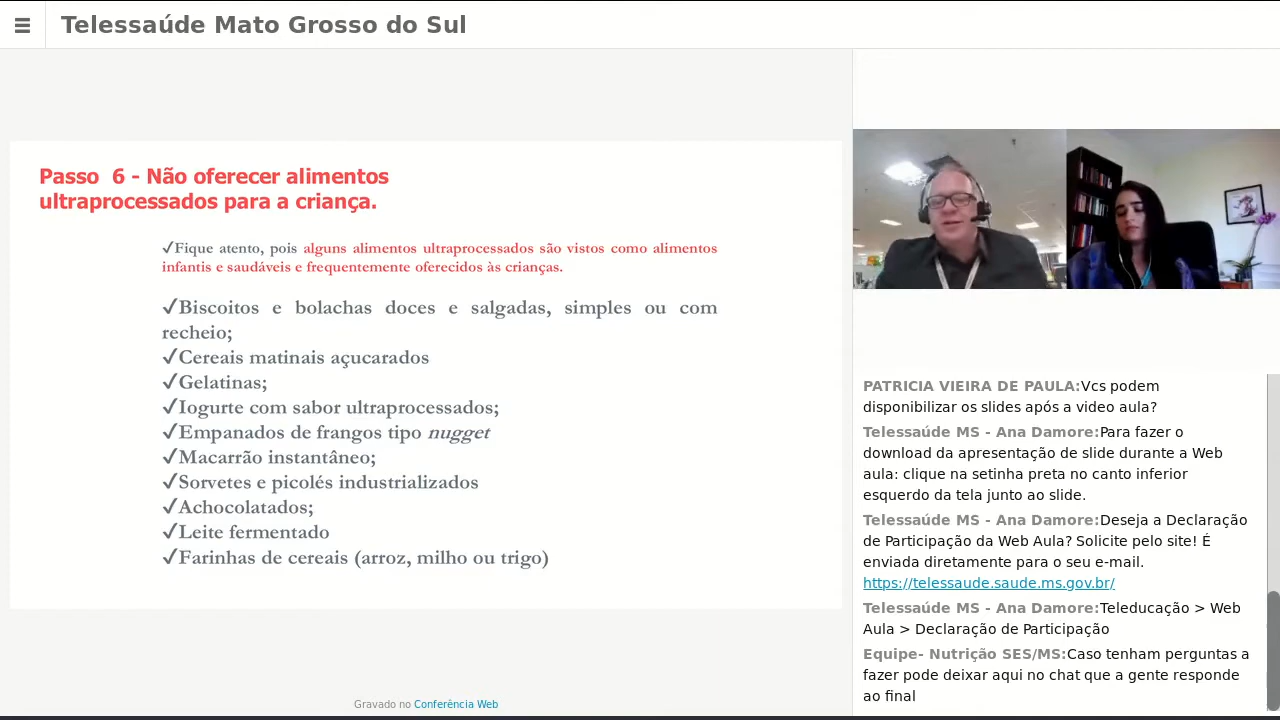 Telessaúde Mato Grosso do Sul
Passo 6 - Não oferecer alimentos
ultraprocessados para a criança.
✓Fique atento, pois alguns alimentos ultraprocessados são vistos como alimentos
infantis e saudáveis e frequentemente oferecidos às crianças.
✓Biscoitos e bolachas doces e salgadas, simples ou com
recheio;
✓Cereais matinais açucarados
✓Gelatinas;
✓Iogurte com sabor ultraprocessados;
✓Empanados de frangos tipo nugget
✓Macarrão instantâneo;
✓Sorvetes e picolés industrializados
✓Achocolatados;
✓Leite fermentado
✓Farinhas de cereais (arroz, milho ou trigo)
Gravado no Conferência Web
PATRICIA VIEIRA DE PAULA:Vcs podem
disponibilizar os slides após a video aula?
Telessaúde MS - Ana Damore:Para fazer o
download da apresentação de slide durante a Web
aula: clique na setinha preta no canto inferior
esquerdo da tela junto ao slide.
Telessaúde MS - Ana Damore:Deseja a Declaração
de Participação da Web Aula? Solicite pelo site! É
enviada diretamente para o seu e-mail.
https://telessaude.saude.ms.gov.br/
Telessaúde MS - Ana Damore:Teleducação > Web
Aula > Declaração de Participação
Equipe- Nutrição SES/MS:Caso tenham perguntas a
fazer pode deixar aqui no chat que a gente responde
ao final